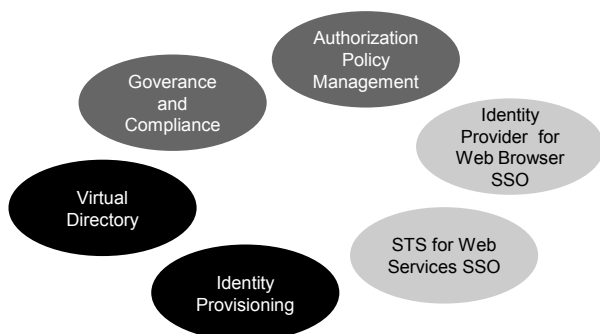 Authorization
Policy
Management
Goverance
and
Compliance
Identity
Provider for
Web Browser
SSO
Virtual
Directory
STS for Web
Services SSO
Identity
Provisioning